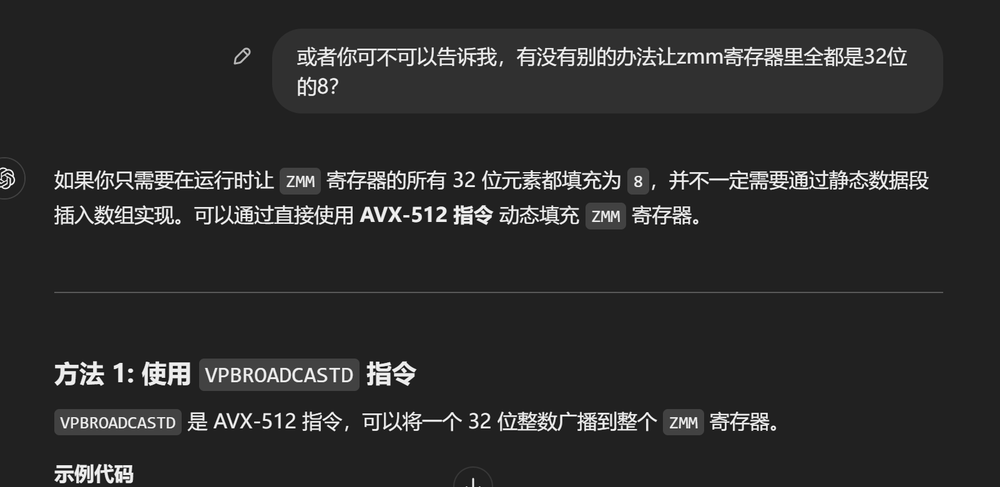 或者你可不可以告诉我，有没有别的办法让zmm寄存器里全都是32位
的8?
如果你只需要在运行时让 ZMM 寄存器的所有 32 位元素都填充为 8 ，并不一定需要通过静态数据段
插入数组实现。可以通过直接使用 AVX-512 指令 动态填充 ZMM 寄存器。
方法 1: 使用 VPBROADCASTD 指令
VPBROADCASTD 是 AVX-512 指令，可以将一个 32 位整数广播到整个 ZMM 寄存器。
示例代码